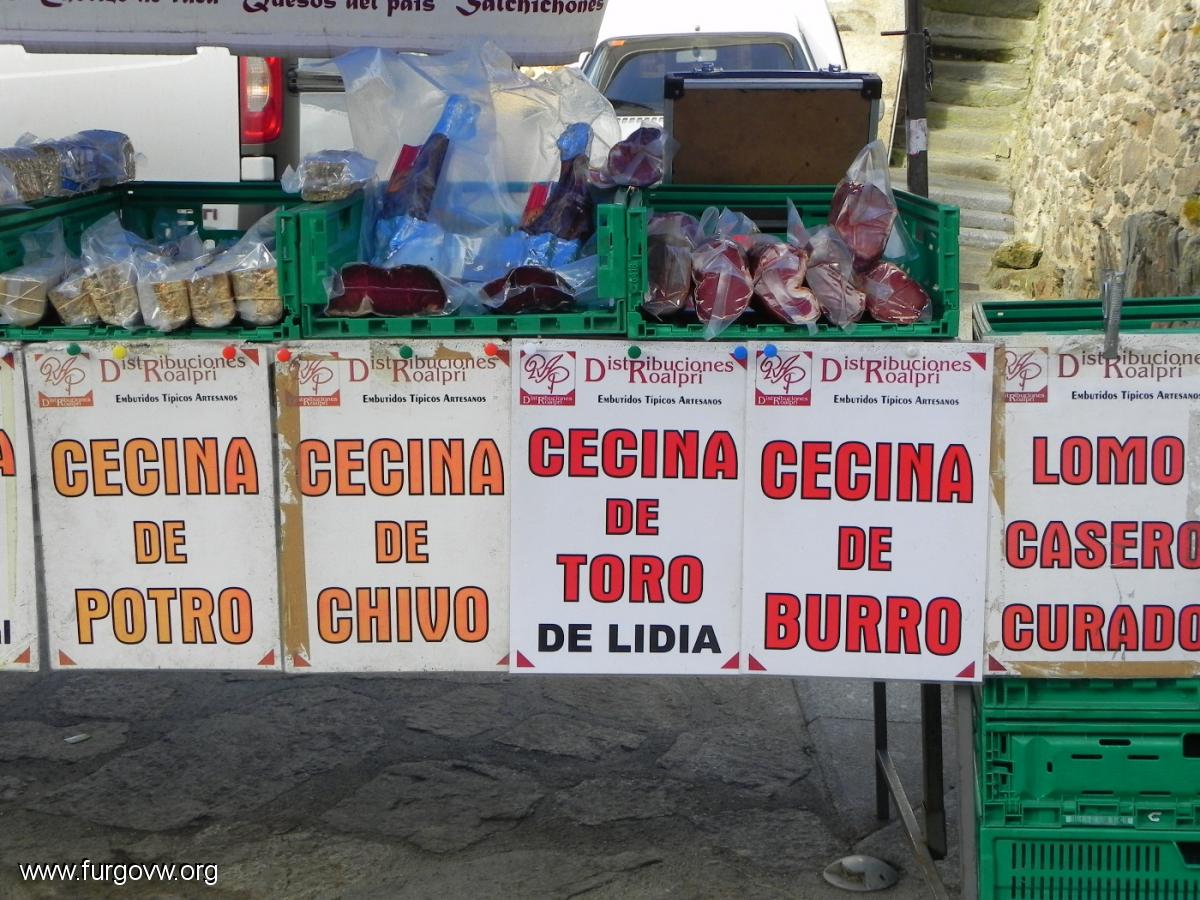 Quesos del país Salchichones
DistRibuciones
Roalpri
Embutidos Típicos Artesanos
CECINA
DE
POTRO
DistRibuciones
Roalpri
Embutidos Típicos Artesanos
CECINA
DE
CHIVO
DistRibuciones
Roalpri
Embutidos Típicos Artesanos
CECINA
DE
TORO
DE LIDIA
DistRibuciones
Roalpri
Embutidos Típicos Artesanos
CECINA
DE
BURRO
DistRibucione
Roalpri
Embutidos Típicos Artesanos
LOMO
CASERO
CURADO
www.furgovw.org